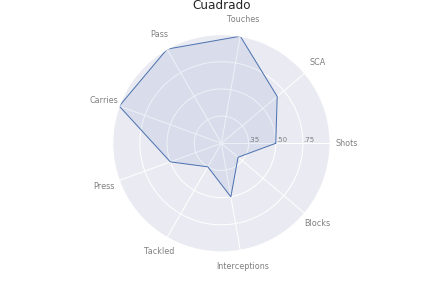 Cuadrado
Touches
Pass
SCA
Carries
.35 .50 .75
Shots
Press
Blocks
Tackled
Interceptions